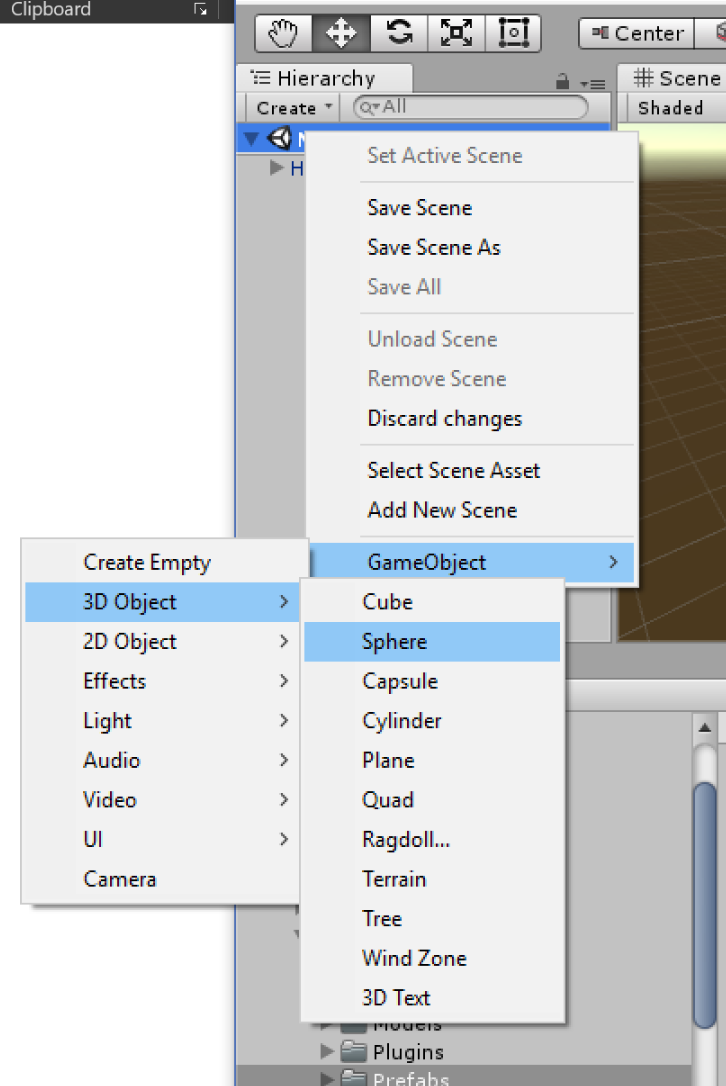 Clipboard
Center
Hierarchy
Scene
Create
All
Shaded
Set Active Scene
Save Scene
Save Scene As
Save All
Unload Scene
Remove Scene
Discard changes
Select Scene Asset
Add New Scene
GameObject
Create Empty
3D Object
2D Object
Effects
Light
Audio
Video
UI
Camera
Cube
Sphere
Capsule
Cylinder
Plane
Quad
Ragdoll...
Terrain
Tree
Wind Zone
3D Text
Models
Plugins
Prefabs